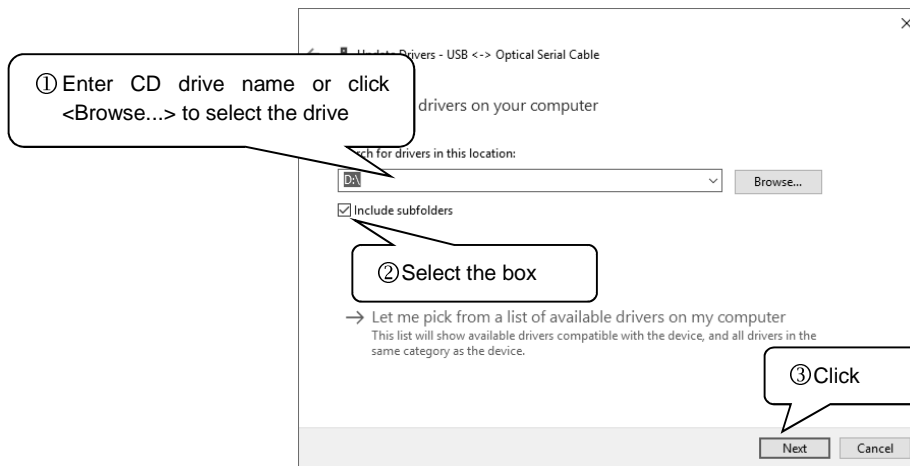 Drivers - USB <-> Optical Serial Cable
① Enter CD drive name or click
<Browse...> to select the drive
drivers on your computer
for drivers in this location:
D:\
Browse...
Include subfolders
②Select the box
→ Let me pick from a list of available drivers on my computer
This list will show available drivers compatible with the device, and all drivers in the
same category as the device.
③Click
Next
Cancel